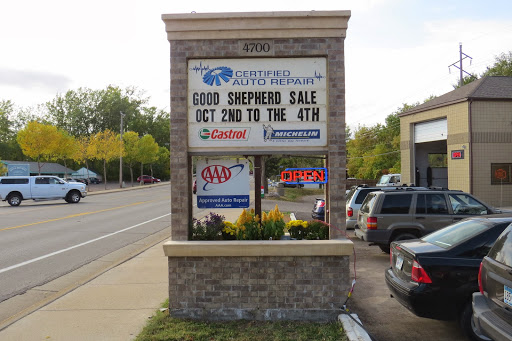 4700
CERTIFIED
AUTO REPAIR
GOOD SHEPHERD SALE
OCT 2ND TO THE 4TH
Castrol
MICHELIN
AAA
Approved Auto Repair
OPEN